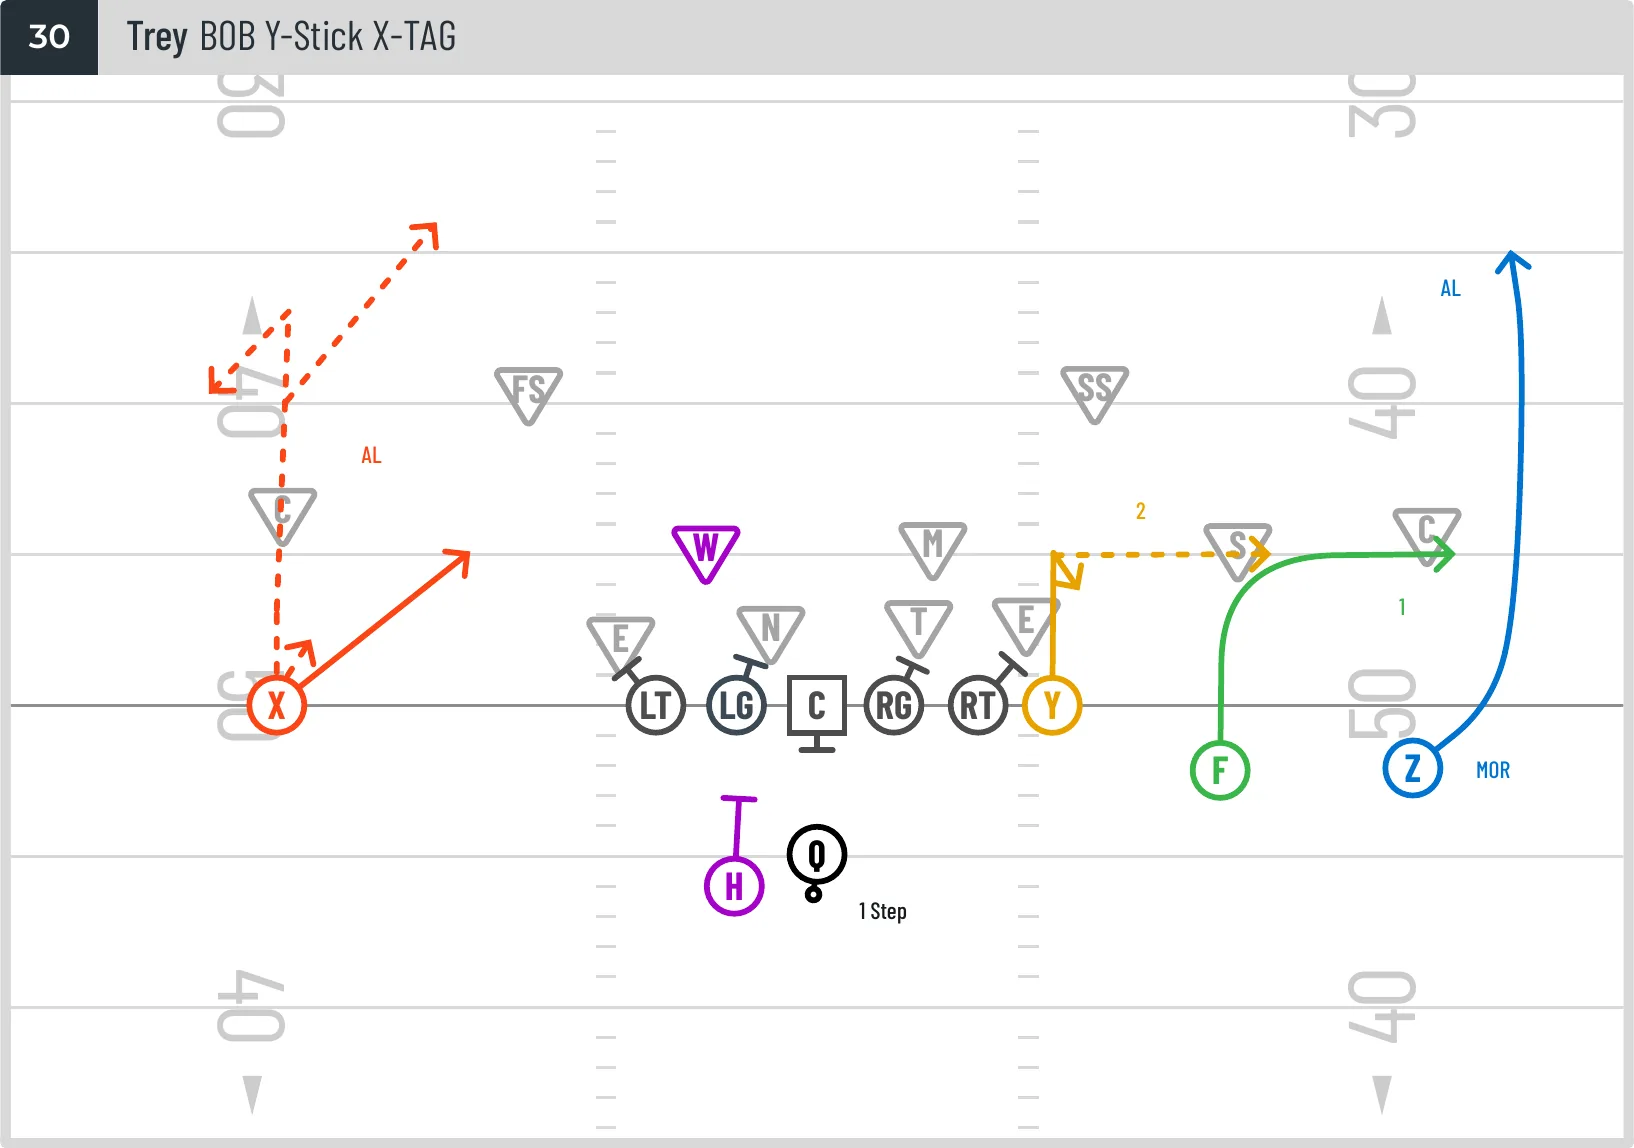 30 Trey BOB Y-Stick X-TAG
30 30
AL
40 FS SS 40
AL
C 2 S C
W M
1
E N T E
50 X LT LG C RG RT Y 50
F Z MOR
H Q
1 Step
40 40